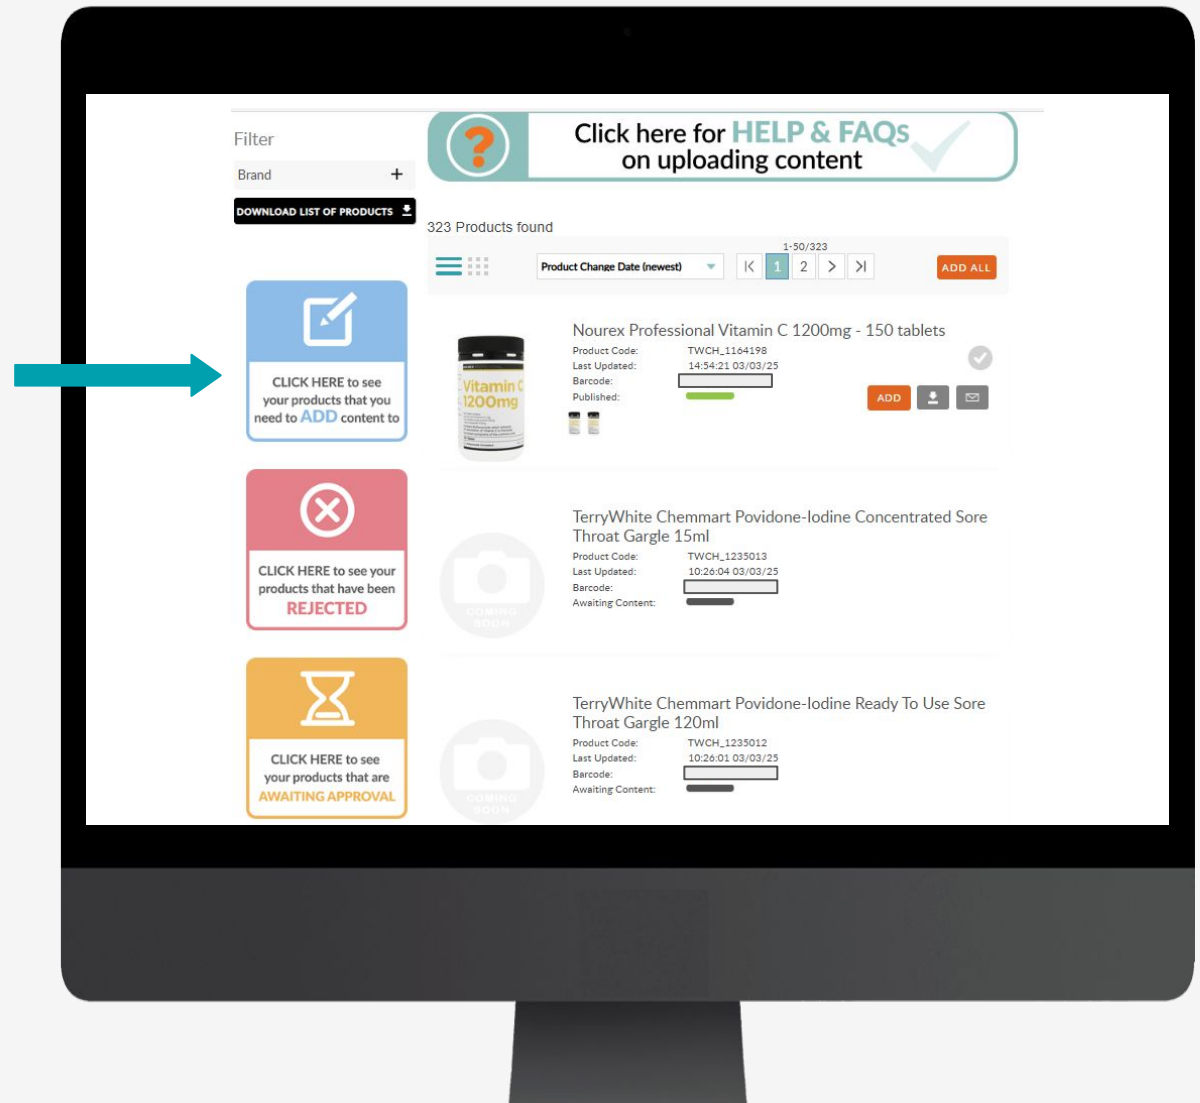 Filter
Brand +
DOWNLOAD LIST OF PRODUCTS
CLICK HERE to see
your products that you
need to ADD content to
CLICK HERE to see your
products that have been
REJECTED
CLICK HERE to see
your products that are
AWAITING APPROVAL
?
Click here for HELP & FAQs
on uploading content
323 Products found
1-50/323
Product Change Date (newest)
1 2
ADD ALL
Vitamin C
1200mg
Nourex Professional Vitamin C 1200mg - 150 tablets
Product Code: TWCH_1164198
Last Updated: 14:54:21 03/03/25
Barcode:
Published:
ADD
COMING
SOON
TerryWhite Chemmart Povidone-Iodine Concentrated Sore
Throat Gargle 15ml
Product Code: TWCH_1235013
Last Updated: 10:26:04 03/03/25
Barcode:
Awaiting Content:
COMING
SOON
TerryWhite Chemmart Povidone-Iodine Ready To Use Sore
Throat Gargle 120ml
Product Code: TWCH_1235012
Last Updated: 10:26:01 03/03/25
Barcode:
Awaiting Content: